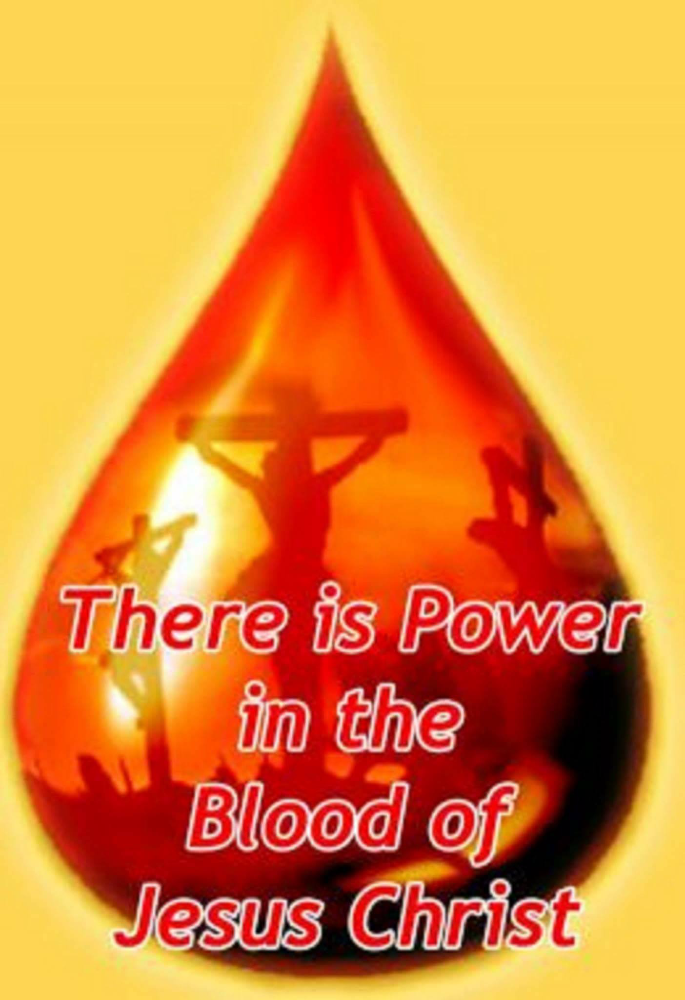 There is Power
in the
Blood of
Jesus Christ